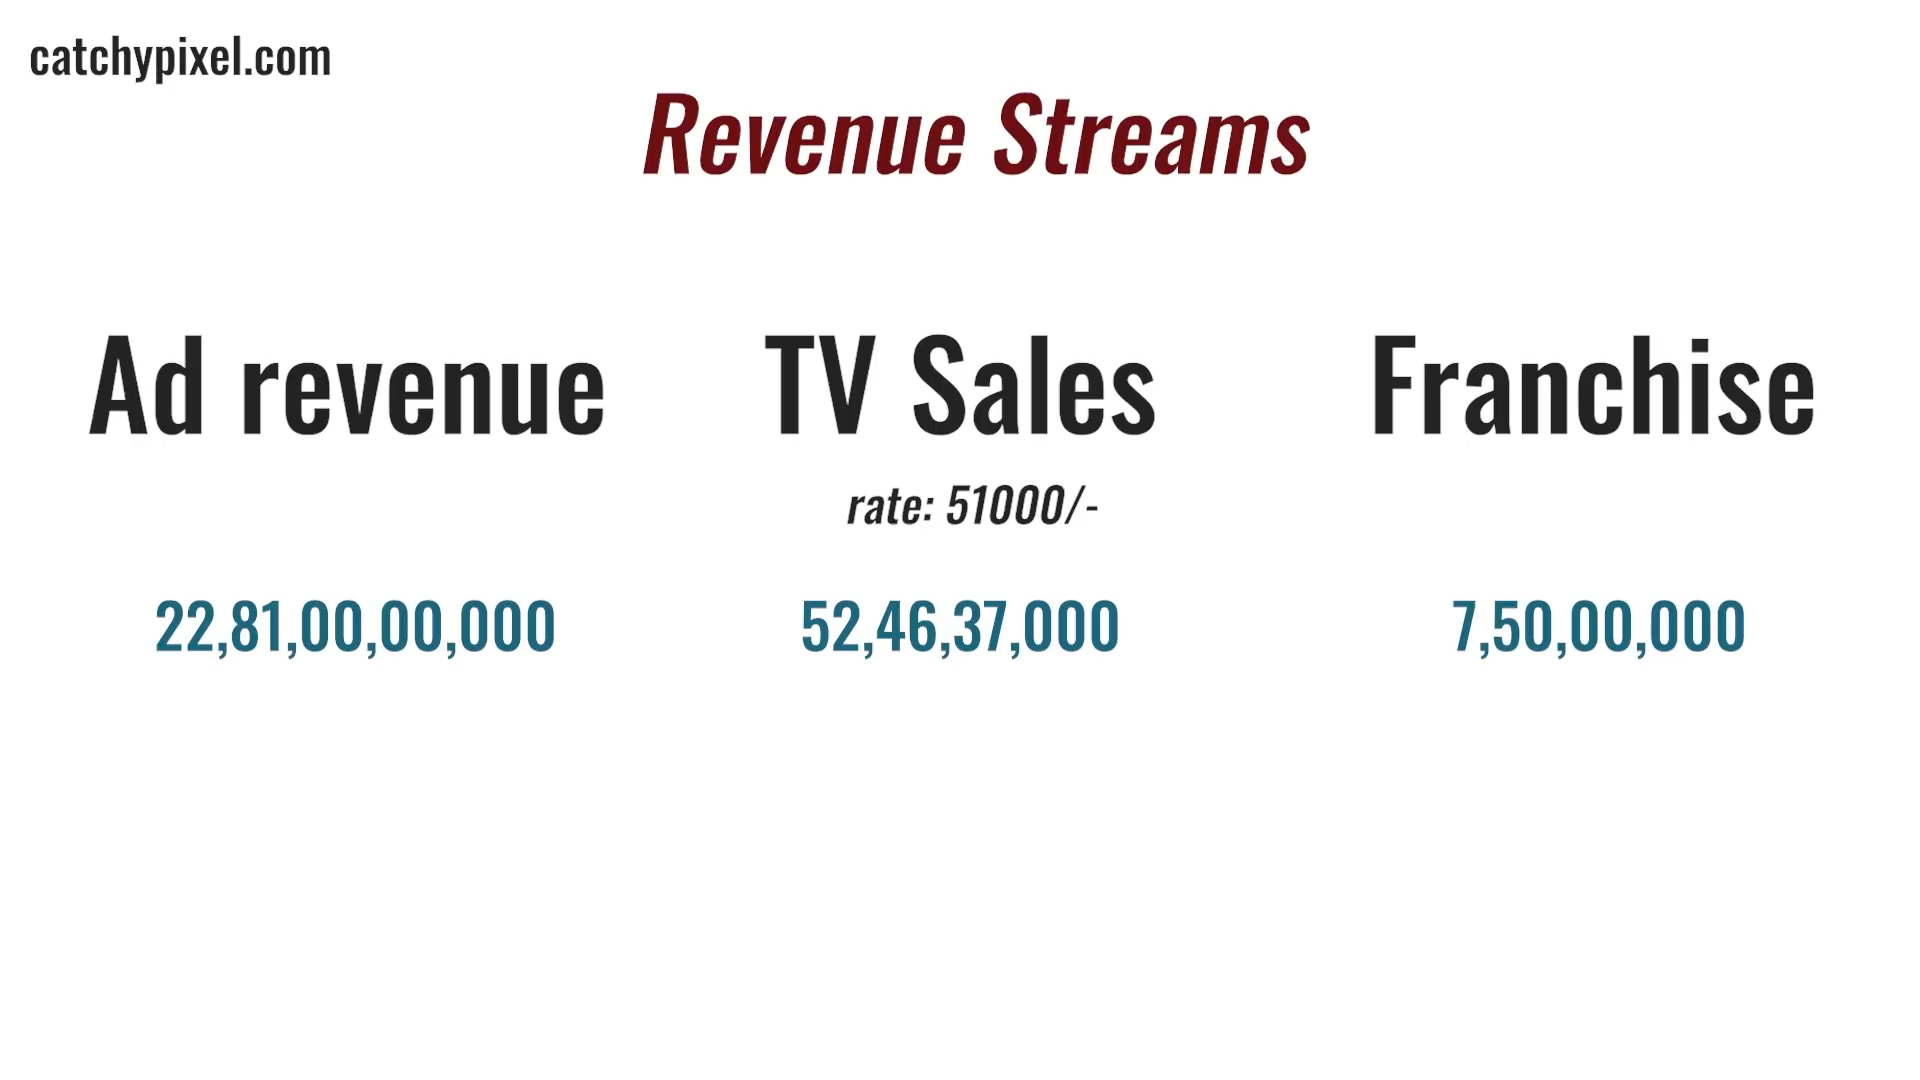 catchypixel.com
Revenue Streams
Ad revenue
TV Sales
Franchise
rate: 51000/-
22,81,00,00,000
52,46,37,000
7,50,00,000